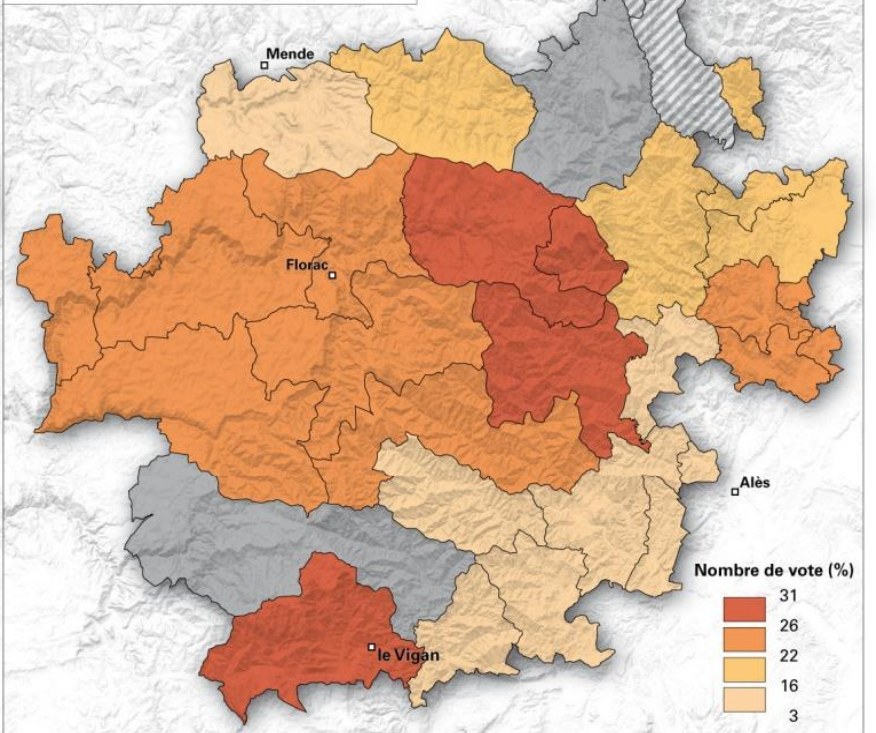 Mende
Florac
Alès
le Vigan
Nombre de vote (%)
31
26
22
16
3